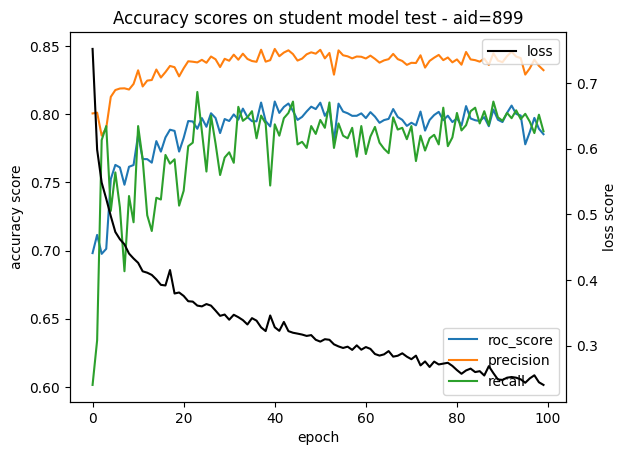 Accuracy scores on student model test - aid=899
loss
0.85
0.80
0.75
0.70
0.65
0.60
accuracy score
0.7
0.6
0.5
0.4
0.3
loss score
roc_score
precision
recall
0
20
40
60
80
100
epoch